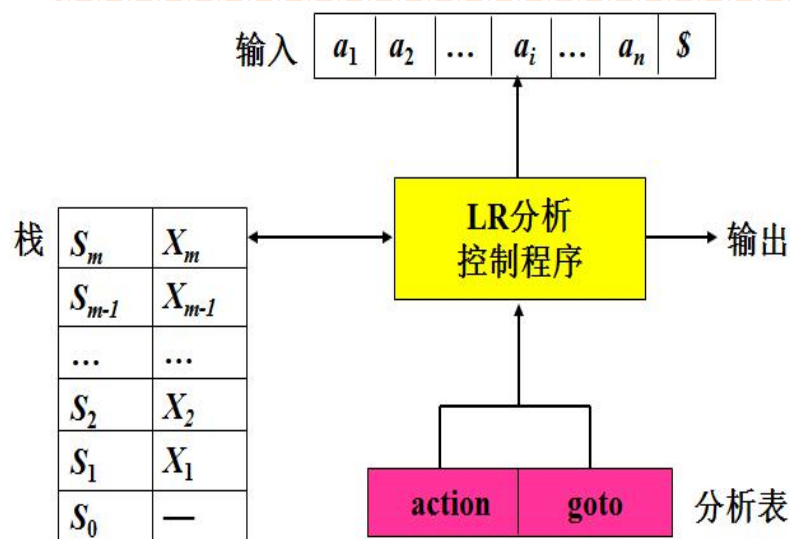 输入 a1 a2 … ai … an $
LR分析
控制程序
输出
栈 Sm Xm
Sm-1 Xm-1
… …
S2 X2
S1 X1
S0 —
action goto 分析表